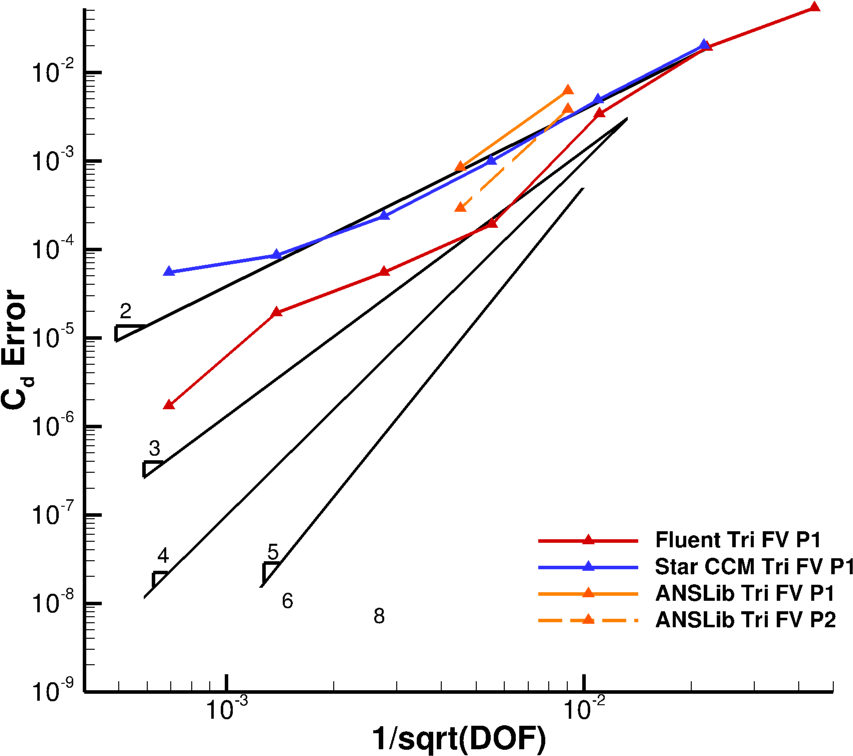 10-2
10-3
10-4
10-5
10-6
10-7
10-8
10-9
Cd Error
2
3
4
5
6
8
Fluent Tri FV P1
Star CCM Tri FV P1
ANSLib Tri FV P1
ANSLib Tri FV P2
10-3
10-2
1/sqrt(DOF)